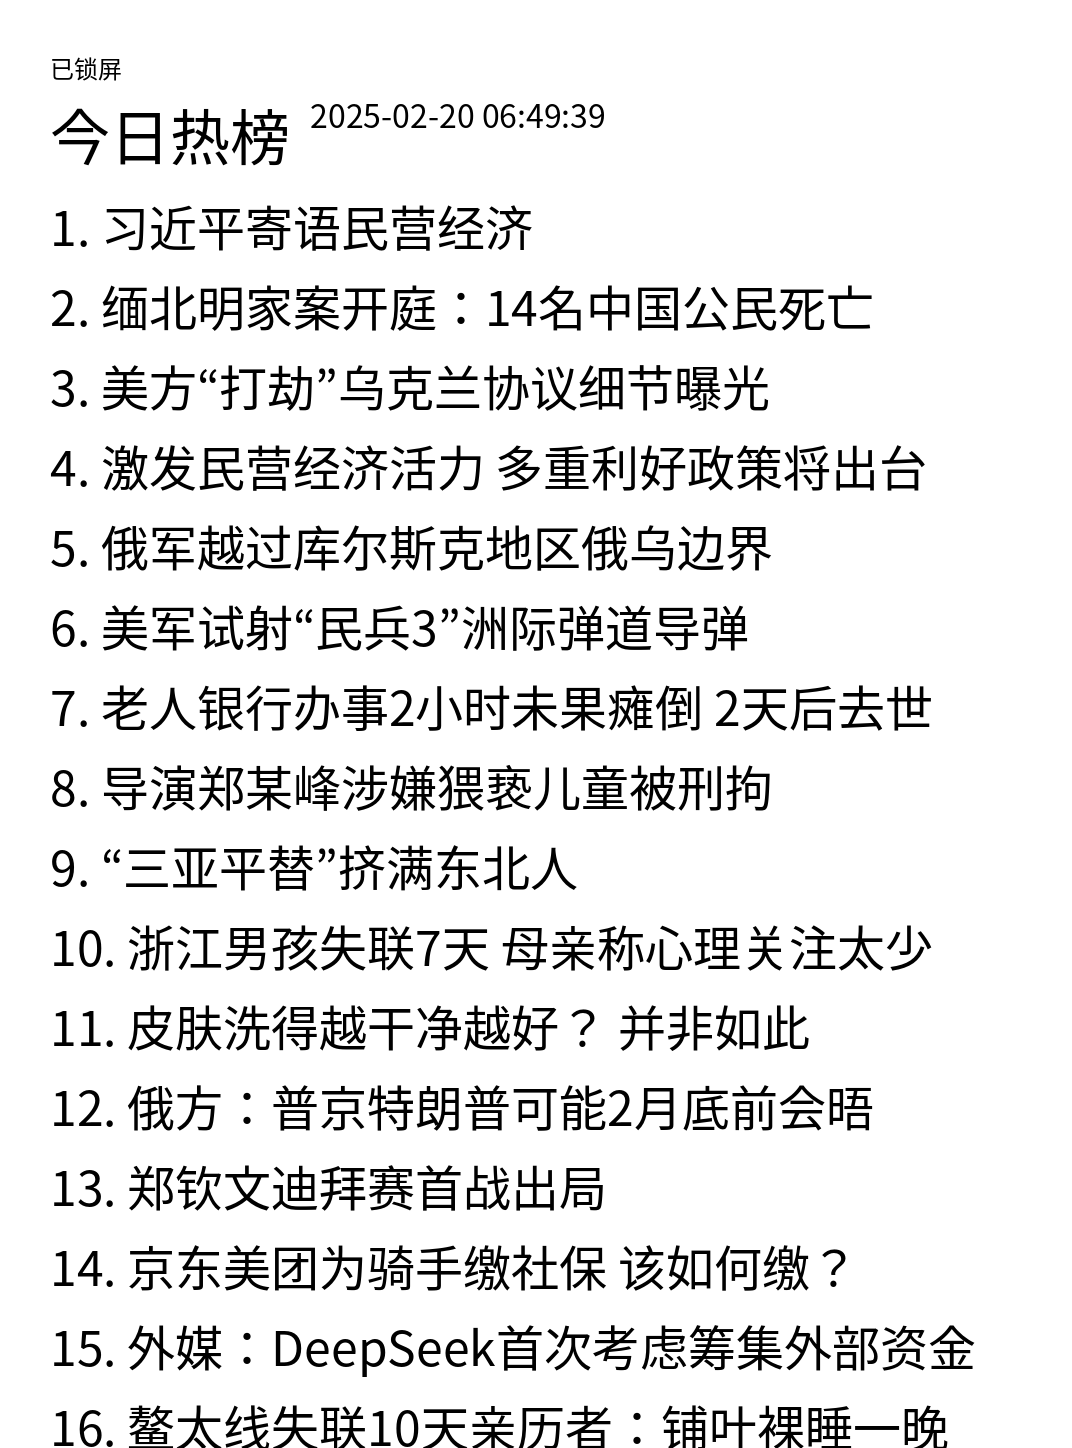 已锁屏
今日热榜 2025-02-20 06:49:39
1. 习近平寄语民营经济
2. 缅北明家案开庭：14名中国公民死亡
3. 美方“打劫”乌克兰协议细节曝光
4. 激发民营经济活力 多重利好政策将出台
5. 俄军越过库尔斯克地区俄乌边界
6. 美军试射“民兵3”洲际弹道导弹
7. 老人银行办事2小时未果瘫倒 2天后去世
8. 导演郑某峰涉嫌猥亵儿童被刑拘
9. “三亚平替”挤满东北人
10. 浙江男孩失联7天 母亲称心理关注太少
11. 皮肤洗得越干净越好？ 并非如此
12. 俄方：普京特朗普可能2月底前会晤
13. 郑钦文迪拜赛首战出局
14. 京东美团为骑手缴社保 该如何缴？
15. 外媒：DeepSeek首次考虑筹集外部资金
16. 鳌太线失联10天亲历者：铺叶裸睡一晚